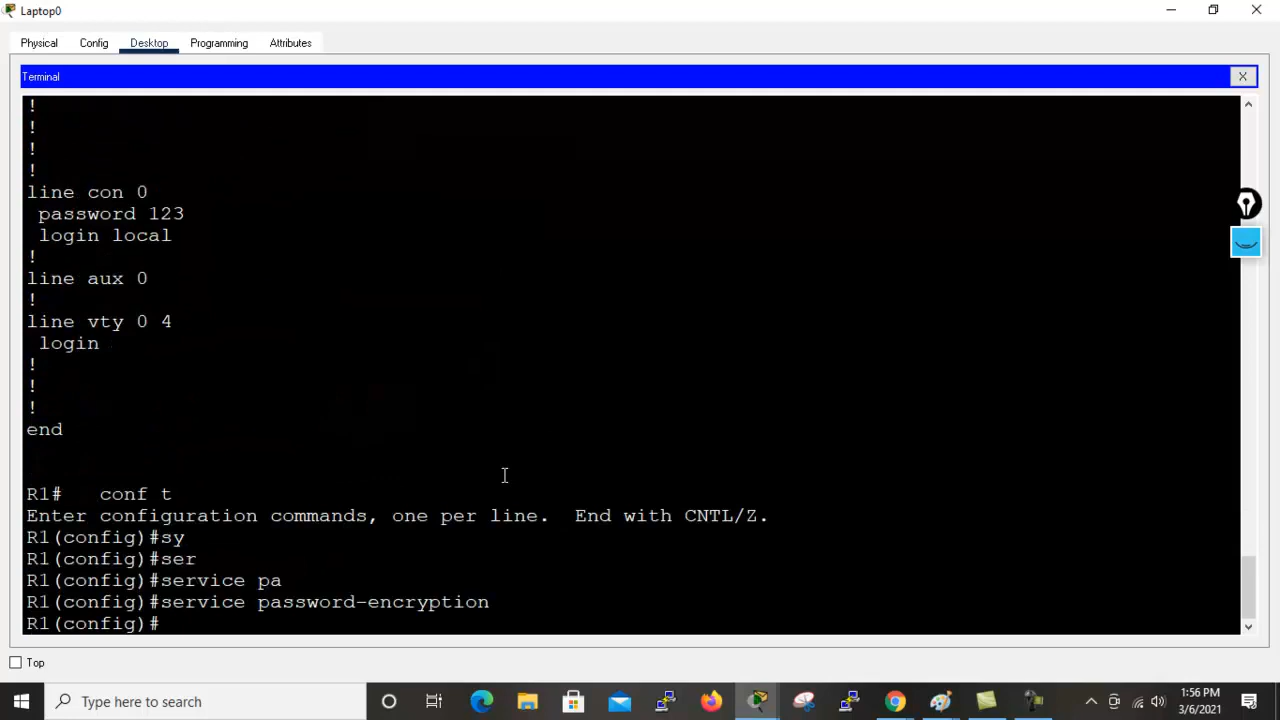 Laptop0
Physical Config Desktop Programming Attributes
Terminal X
!
!
!
!
line con 0
password 123
login local
!
line aux 0
!
line vty 0 4
login
!
!
!
end
R1# conf t
Enter configuration commands, one per line. End with CNTL/Z.
R1(config)#sy
R1(config)#ser
R1(config)#service pa
R1(config)#service password-encryption
R1(config)#
Top
Type here to search
1:56 PM
3/6/2021